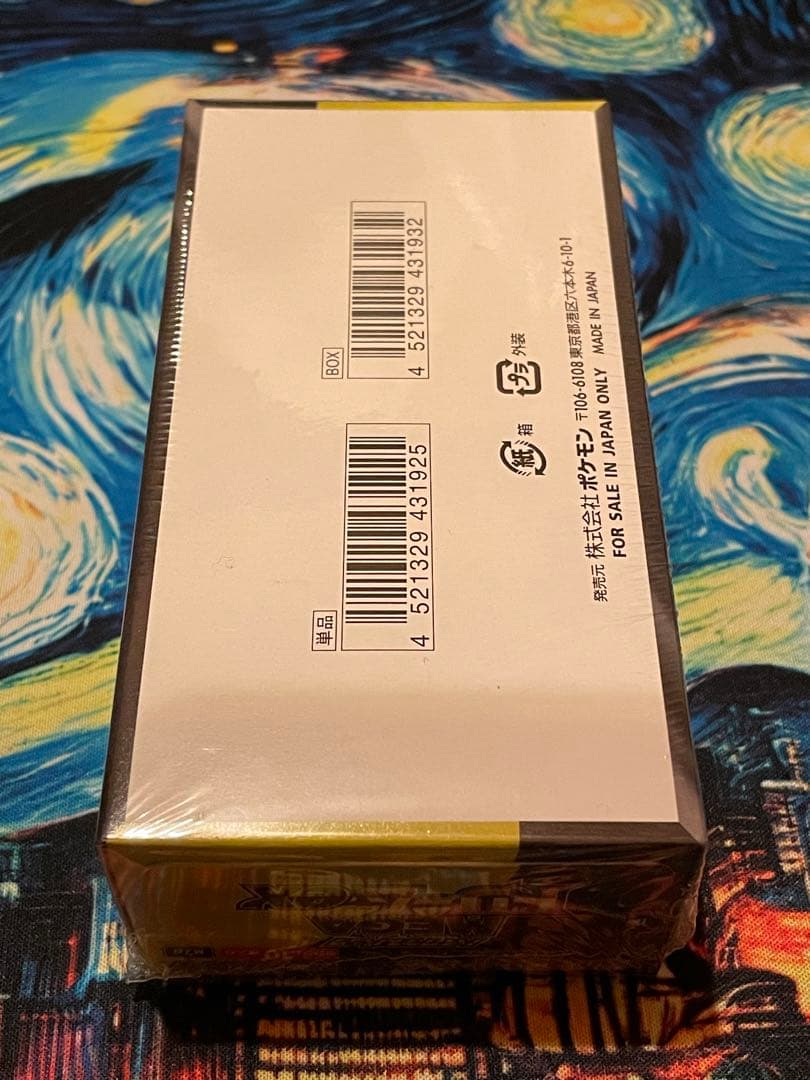 BOX
4 521329 431932
単品
4 521329 431925
プラ 外装
紙 箱
発売元 株式会社 ポケモン 〒106-6108 東京都港区六本木6-10-1
FOR SALE IN JAPAN ONLY MADE IN JAPAN